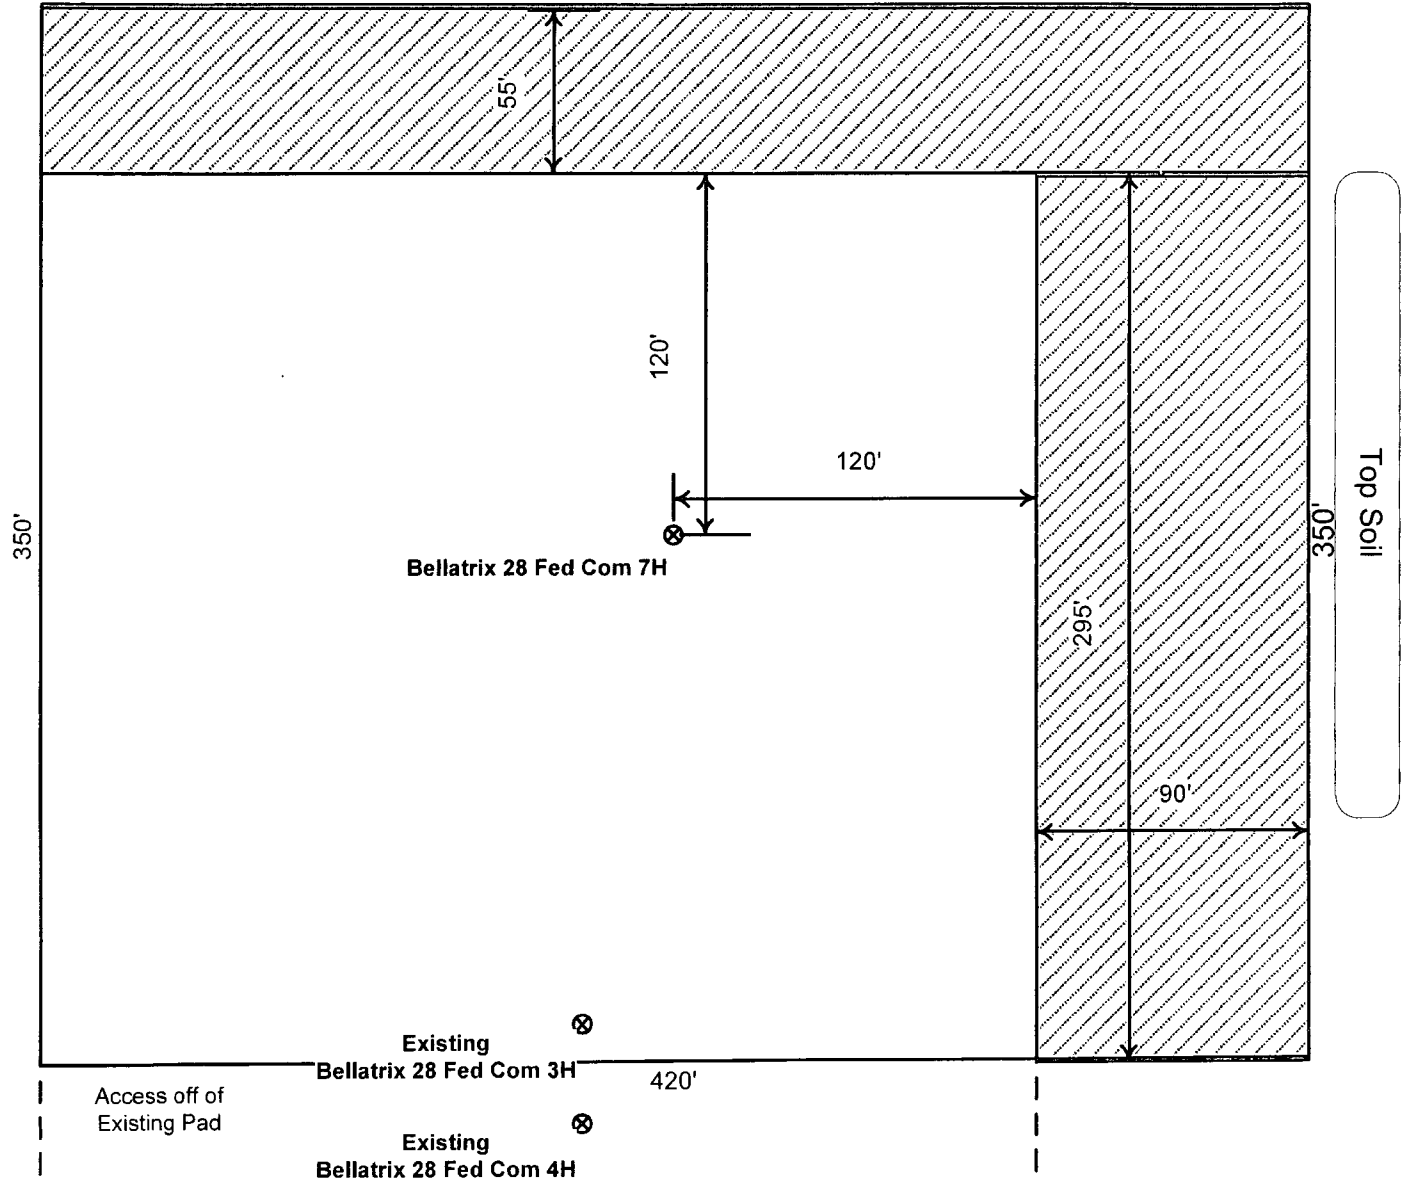 55'
120'
120'
350'
Bellatrix 28 Fed Com 7H
350'
Top Soil
295'
90'
Existing
Bellatrix 28 Fed Com 3H
420'
Access off of
Existing Pad
Existing
Bellatrix 28 Fed Com 4H